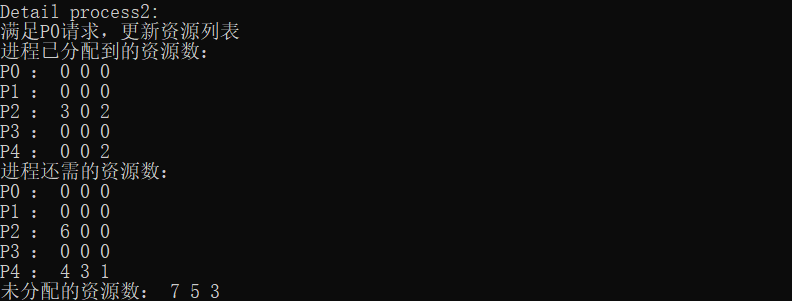 Detail process2:
满足P0请求，更新资源列表
进程已分配到的资源数：
P0 ： 0 0 0
P1 ： 0 0 0
P2 ： 3 0 2
P3 ： 0 0 0
P4 ： 0 0 2
进程还需的资源数：
P0 ： 0 0 0
P1 ： 0 0 0
P2 ： 6 0 0
P3 ： 0 0 0
P4 ： 4 3 1
未分配的资源数： 7 5 3